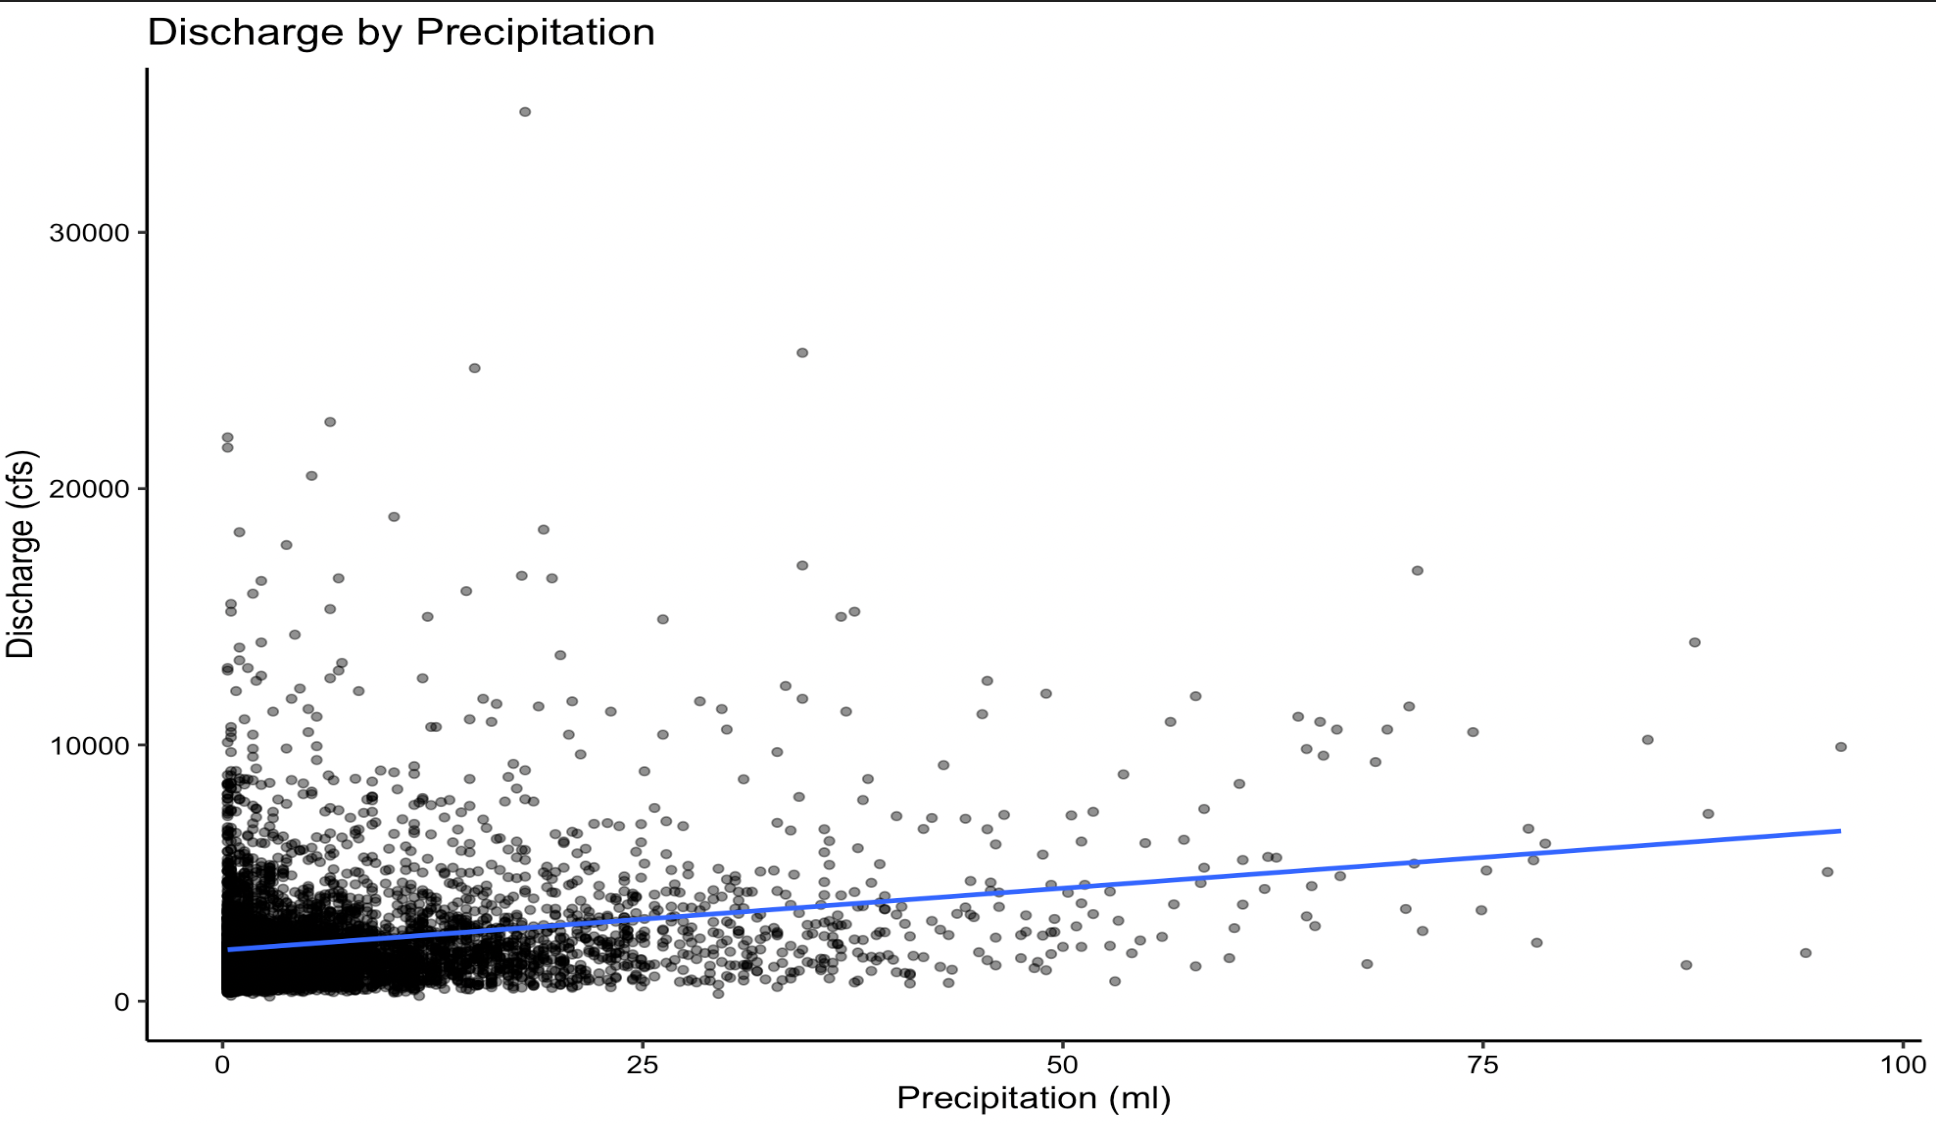 Discharge by Precipitation
Discharge (cfs)
30000
20000
10000
0
0 25 50 75 100
Precipitation (ml)